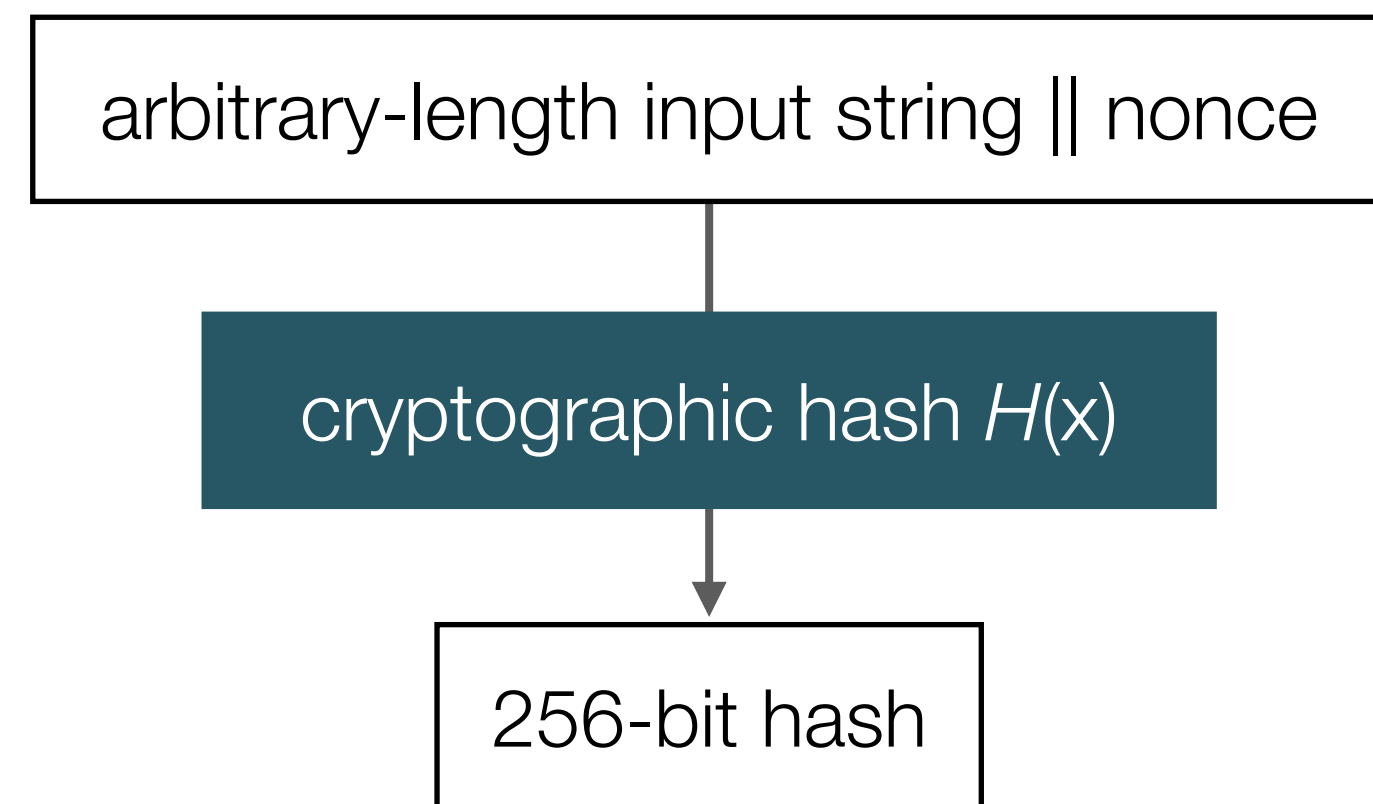 arbitrary-length input string || nonce
cryptographic hash H(x)
256-bit hash